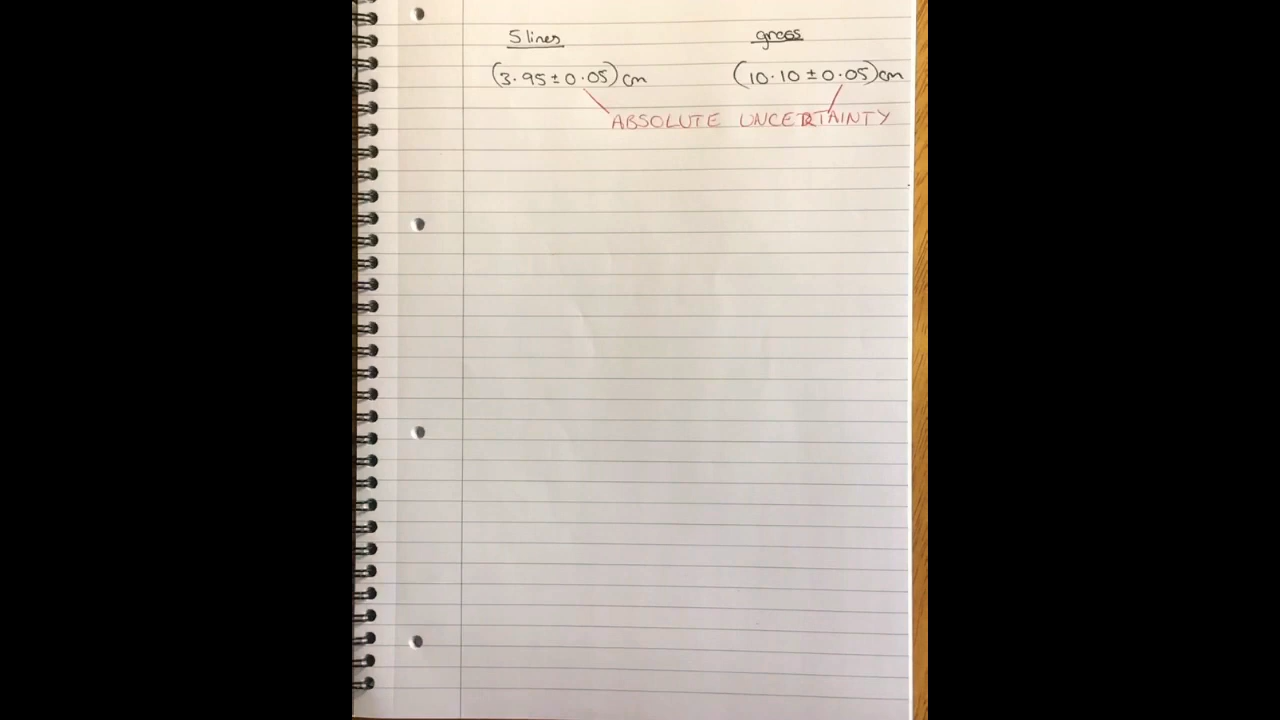 5 lines grass
(3.95 ± 0.05) cm (10.10 ± 0.05) cm
ABSOLUTE UNCERTAINTY